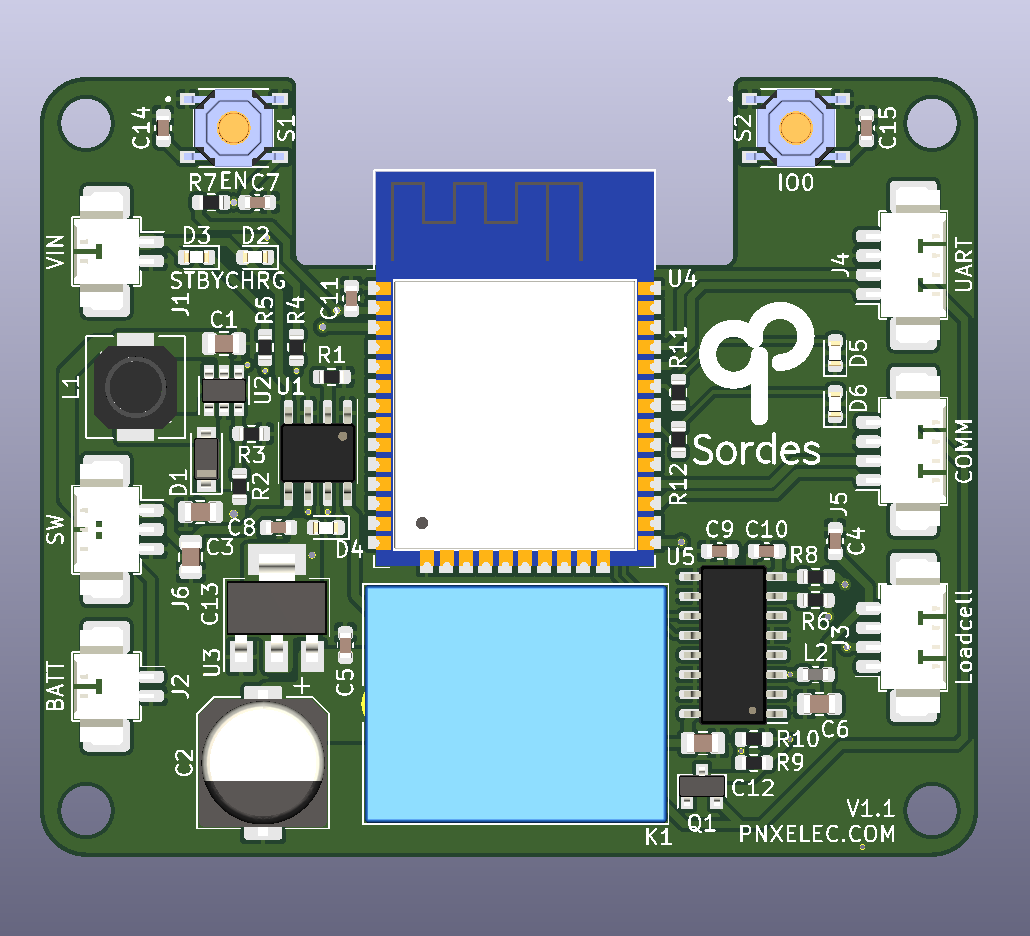 C14
S1
S2
C15
R7
EN
C7
IO0
VIN
D3
D2
STBY
CHRG
J1
C11
U4
J4
UART
C1
R5
R4
R1
R11
D5
L1
U2
U1
D6
Sordes
COMM
R3
D1
R2
R12
J5
SW
C8
C3
D4
C9
C10
U5
C4
R8
J6
C13
R6
J3
Loadcell
U3
L2
BATT
J2
+
C5
C6
C2
R10
R9
C12
Q1
K1
V1.1
PNXELEC.COM